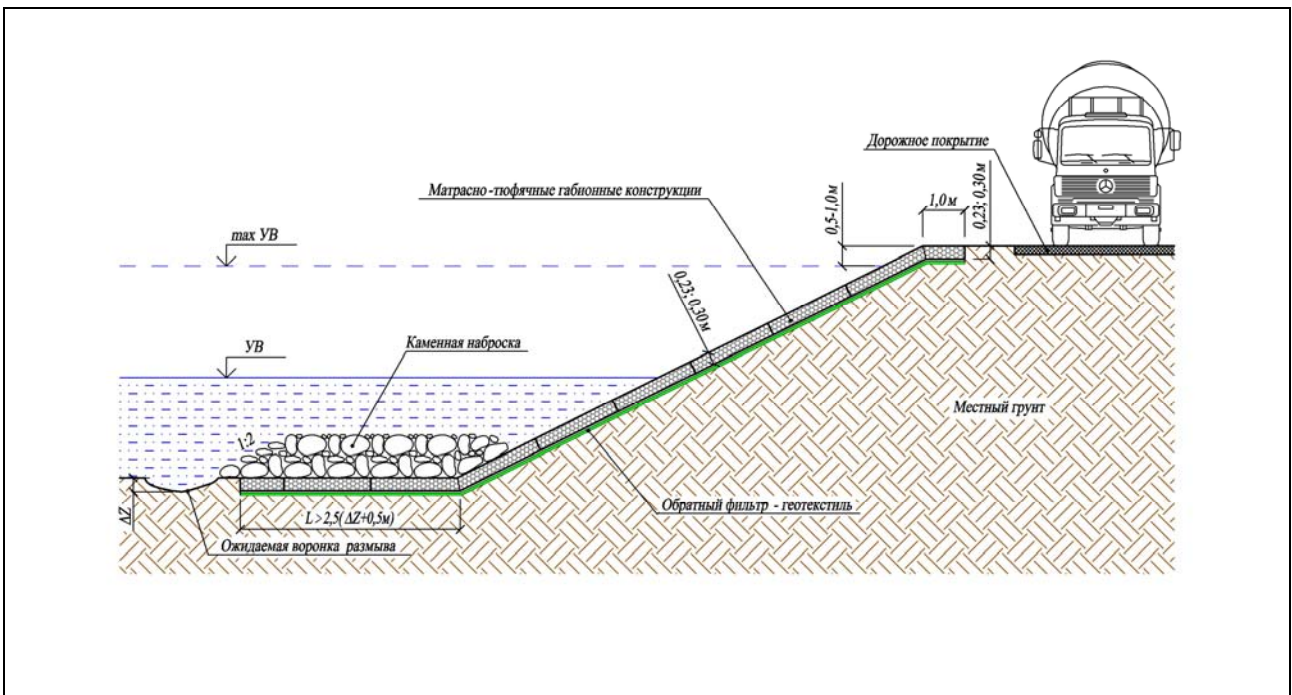 Дорожное покрытие
Матрасно-тюфячные габионные конструкции
0,5-1,0м
1,0м
0,23; 0,30м
max УВ
0,23; 0,30м
УВ
Каменная наброска
Местный грунт
1:2
Обратный фильтр - геотекстиль
ΔZ
L>2,5(ΔZ+0,5м)
Ожидаемая воронка размыва